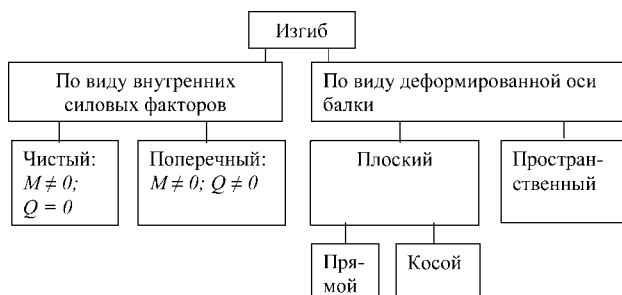 Изгиб
По виду внутренних
силовых факторов
По виду деформированной оси
балки
Чистый:
M ≠ 0;
Q = 0
Поперечный:
M ≠ 0; Q ≠ 0
Плоский
Простран-
ственный
Пря-
мой
Косой